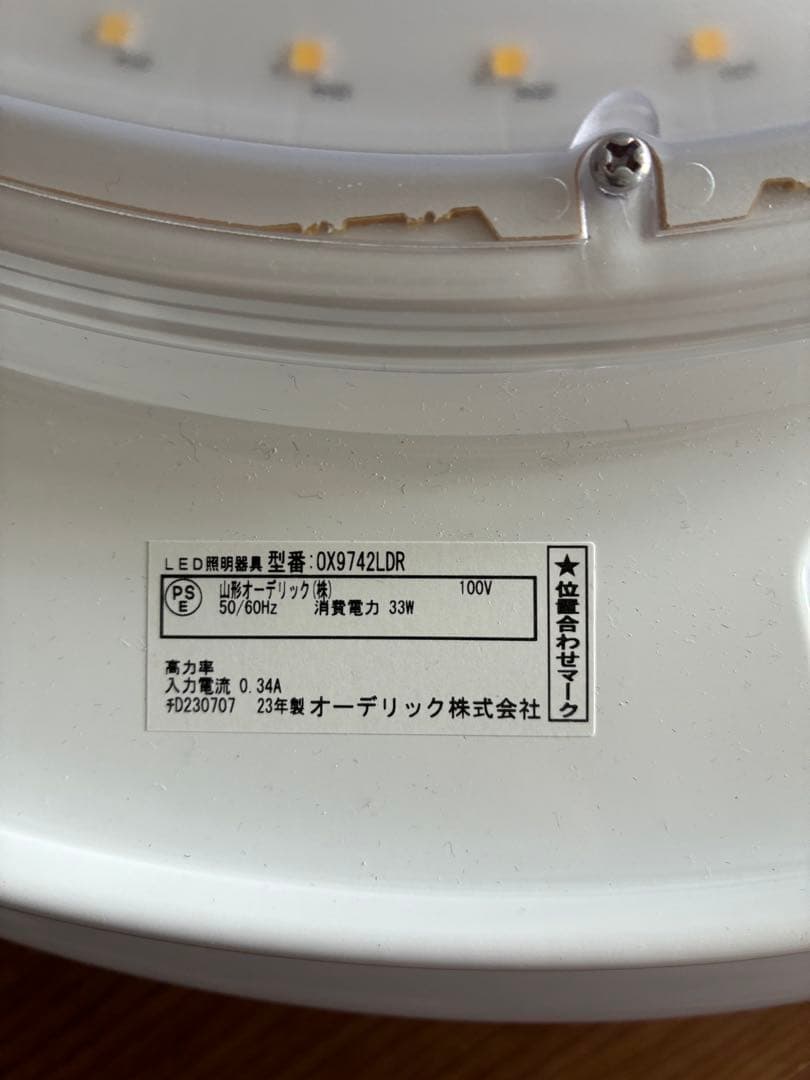 LED照明器具 型番:OX9742LDR
PS
E
山形オーデリック(株) 100V
50/60Hz 消費電力 33W
高力率
入力電流 0.34A
チD230707 23年製 オーデリック株式会社
★位置合わせマーク